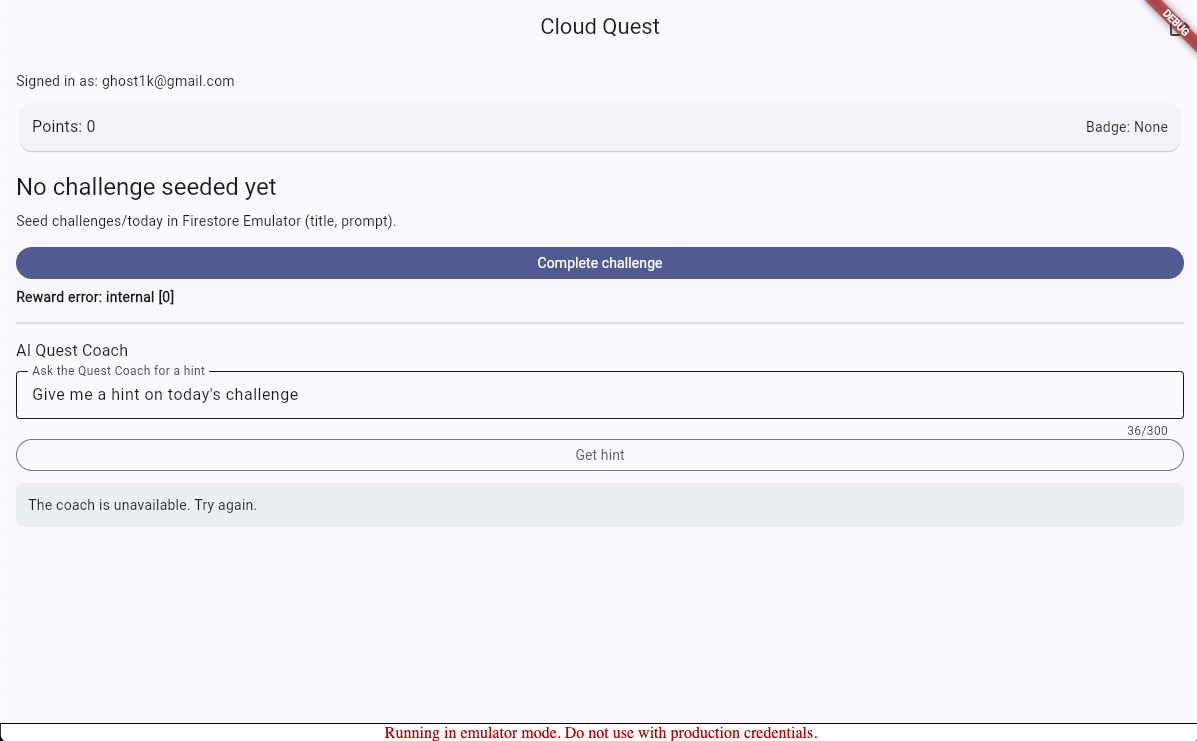 Cloud Quest
DEBUG
Signed in as: ghost1k@gmail.com
Points: 0
Badge: None
No challenge seeded yet
Seed challenges/today in Firestore Emulator (title, prompt).
Complete challenge
Reward error: internal [0]
AI Quest Coach
Ask the Quest Coach for a hint
Give me a hint on today's challenge
36/300
Get hint
The coach is unavailable. Try again.
Running in emulator mode. Do not use with production credentials.